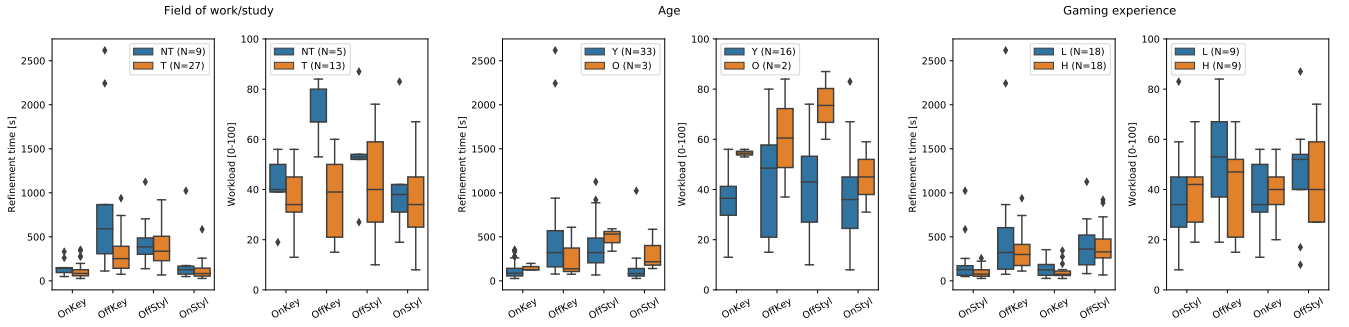 Field of work/study
Age
Gaming experience
Refinement time [s]
2500
2000
1500
1000
500
0
NT (N=9)
T (N=27)
OnKey
OffKey
OffStyl
OnStyl
Workload [0-100]
100
80
60
40
20
0
NT (N=5)
T (N=13)
OnKey
OffKey
OffStyl
OnStyl
Refinement time [s]
2500
2000
1500
1000
500
0
Y (N=33)
O (N=3)
OnKey
OffKey
OffStyl
OnStyl
Workload [0-100]
100
80
60
40
20
0
Y (N=16)
O (N=2)
OnKey
OffKey
OffStyl
OnStyl
Refinement time [s]
2500
2000
1500
1000
500
0
L (N=18)
H (N=18)
OnStyl
OffKey
OnKey
OffStyl
Workload [0-100]
100
80
60
40
20
0
L (N=9)
H (N=9)
OnStyl
OffKey
OnKey
OffStyl